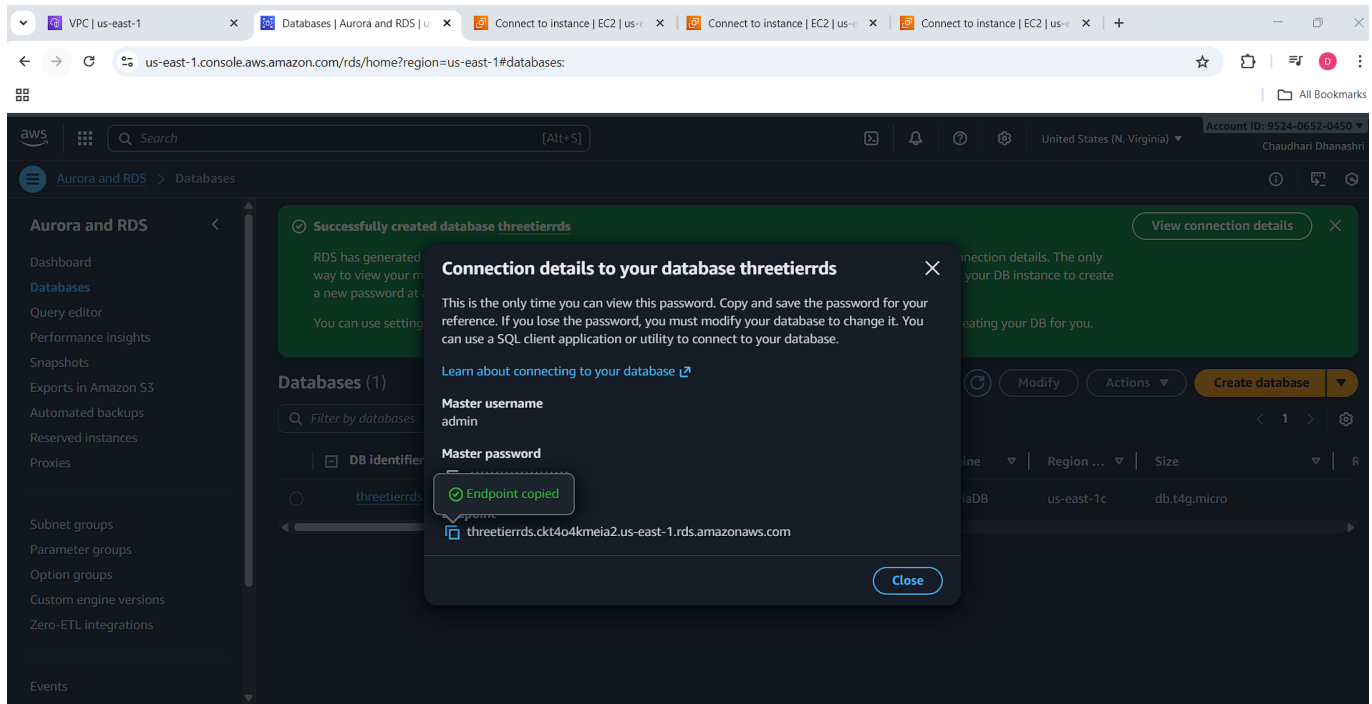 VPC | us-east-1
Databases | Aurora and RDS | us
Connect to instance | EC2 | us-e
Connect to instance | EC2 | us-e
Connect to instance | EC2 | us-e
us-east-1.console.aws.amazon.com/rds/home?region=us-east-1#databases:
D
All Bookmarks
aws
Search
[Alt+S]
United States (N. Virginia)
Account ID: 9524-0652-0450
Chaudhari Dhanashri
Aurora and RDS > Databases
Aurora and RDS
Dashboard
Databases
Query editor
Performance insights
Snapshots
Exports in Amazon S3
Automated backups
Reserved instances
Proxies
Subnet groups
Parameter groups
Option groups
Custom engine versions
Zero-ETL integrations
Events
Successfully created database threetierrds
View connection details
RDS has generated
nnection details. The only
way to view your m
your DB instance to create
a new password at
You can use setting
eating your DB for you.
Connection details to your database threetierrds
This is the only time you can view this password. Copy and save the password for your
reference. If you lose the password, you must modify your database to change it. You
can use a SQL client application or utility to connect to your database.
Learn about connecting to your database
Master username
admin
Master password
Endpoint copied
threetierrds.ckt4o4kmeia2.us-east-1.rds.amazonaws.com
Close
Databases (1)
Modify
Actions
Create database
Filter by databases
1
DB identifier
ine
Region ...
Size
R
threetierrds
iaDB
us-east-1c
db.t4g.micro